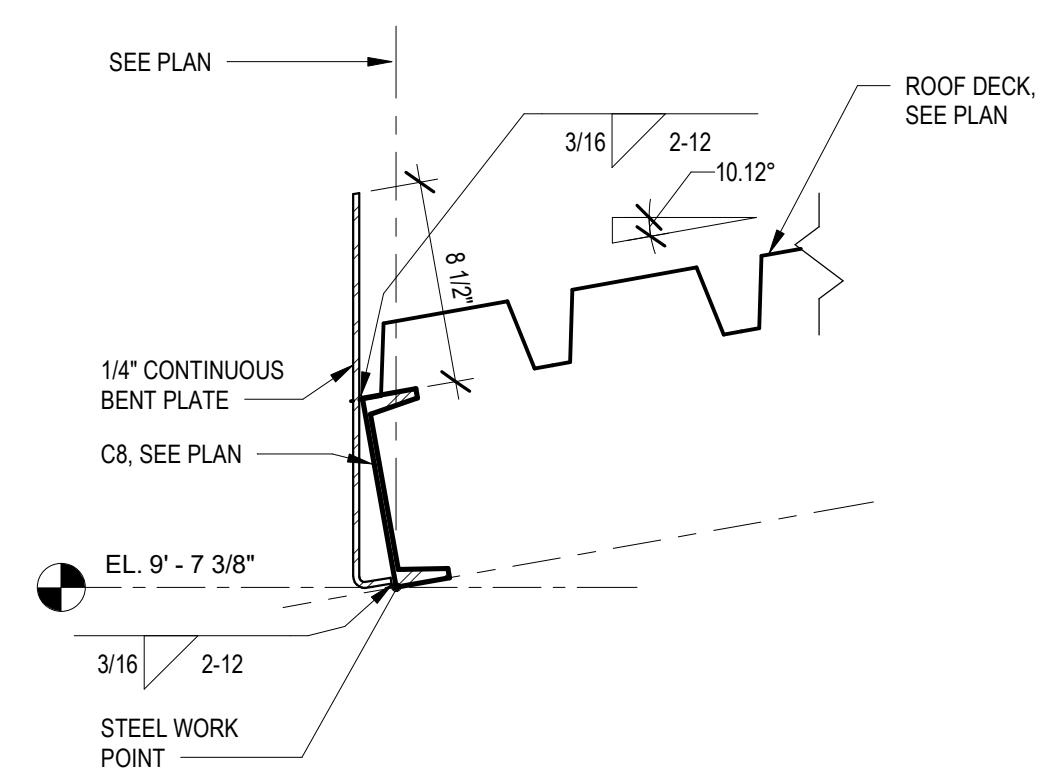 SEE PLAN
ROOF DECK,
SEE PLAN
3/16
2-12
10.12°
8 1/2"
1/4" CONTINUOUS
BENT PLATE
C8, SEE PLAN
EL. 9' - 7 3/8"
3/16
2-12
STEEL WORK
POINT